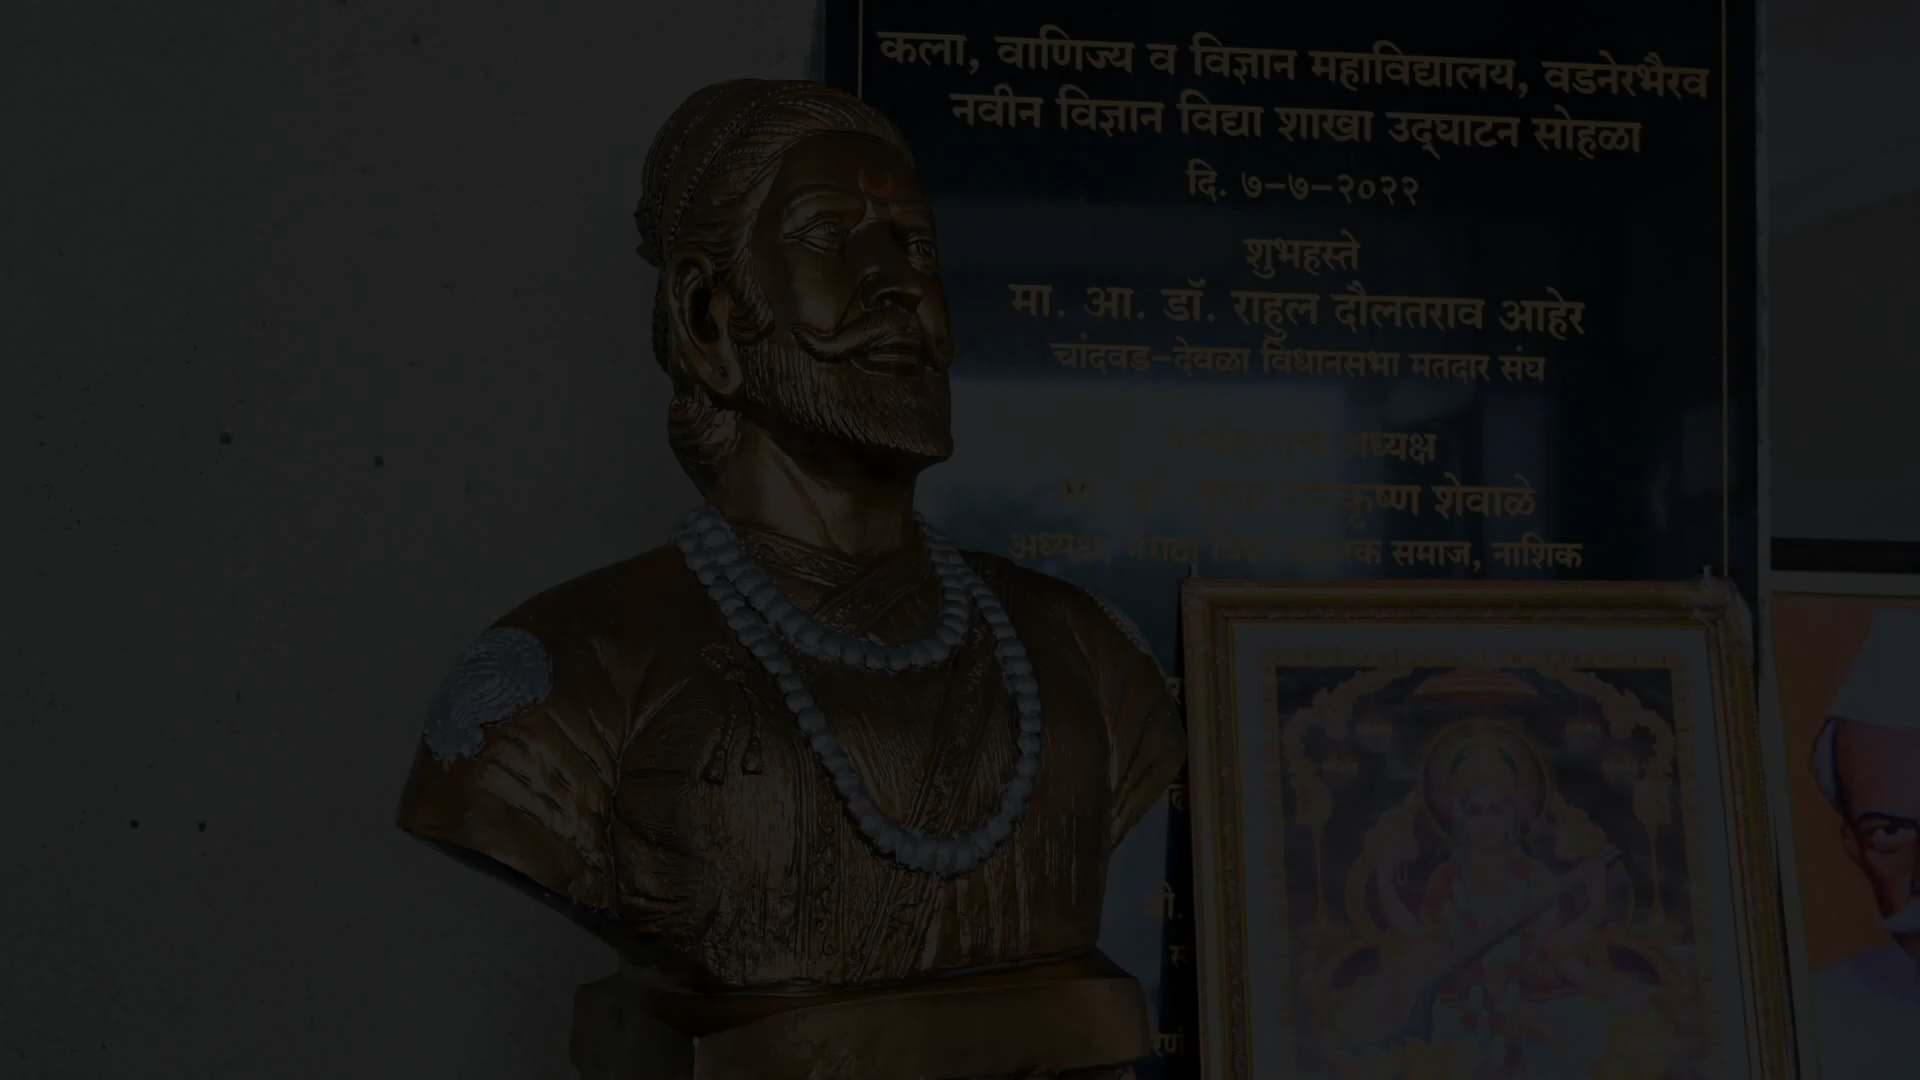 कला, वाणिज्य व विज्ञान महाविद्यालय, वडनेरभैरव
नवीन विज्ञान विद्या शाखा उद्‌घाटन सोहळा
दि. ७-७-२०२२
शुभहस्ते
मा. आ. डॉ. राहुल दौलतराव आहेर
चांदवड-देवळा विधानसभा मतदार संघ
अध्यक्ष
शेवाळे
अध्यक्ष, समाज, नाशिक